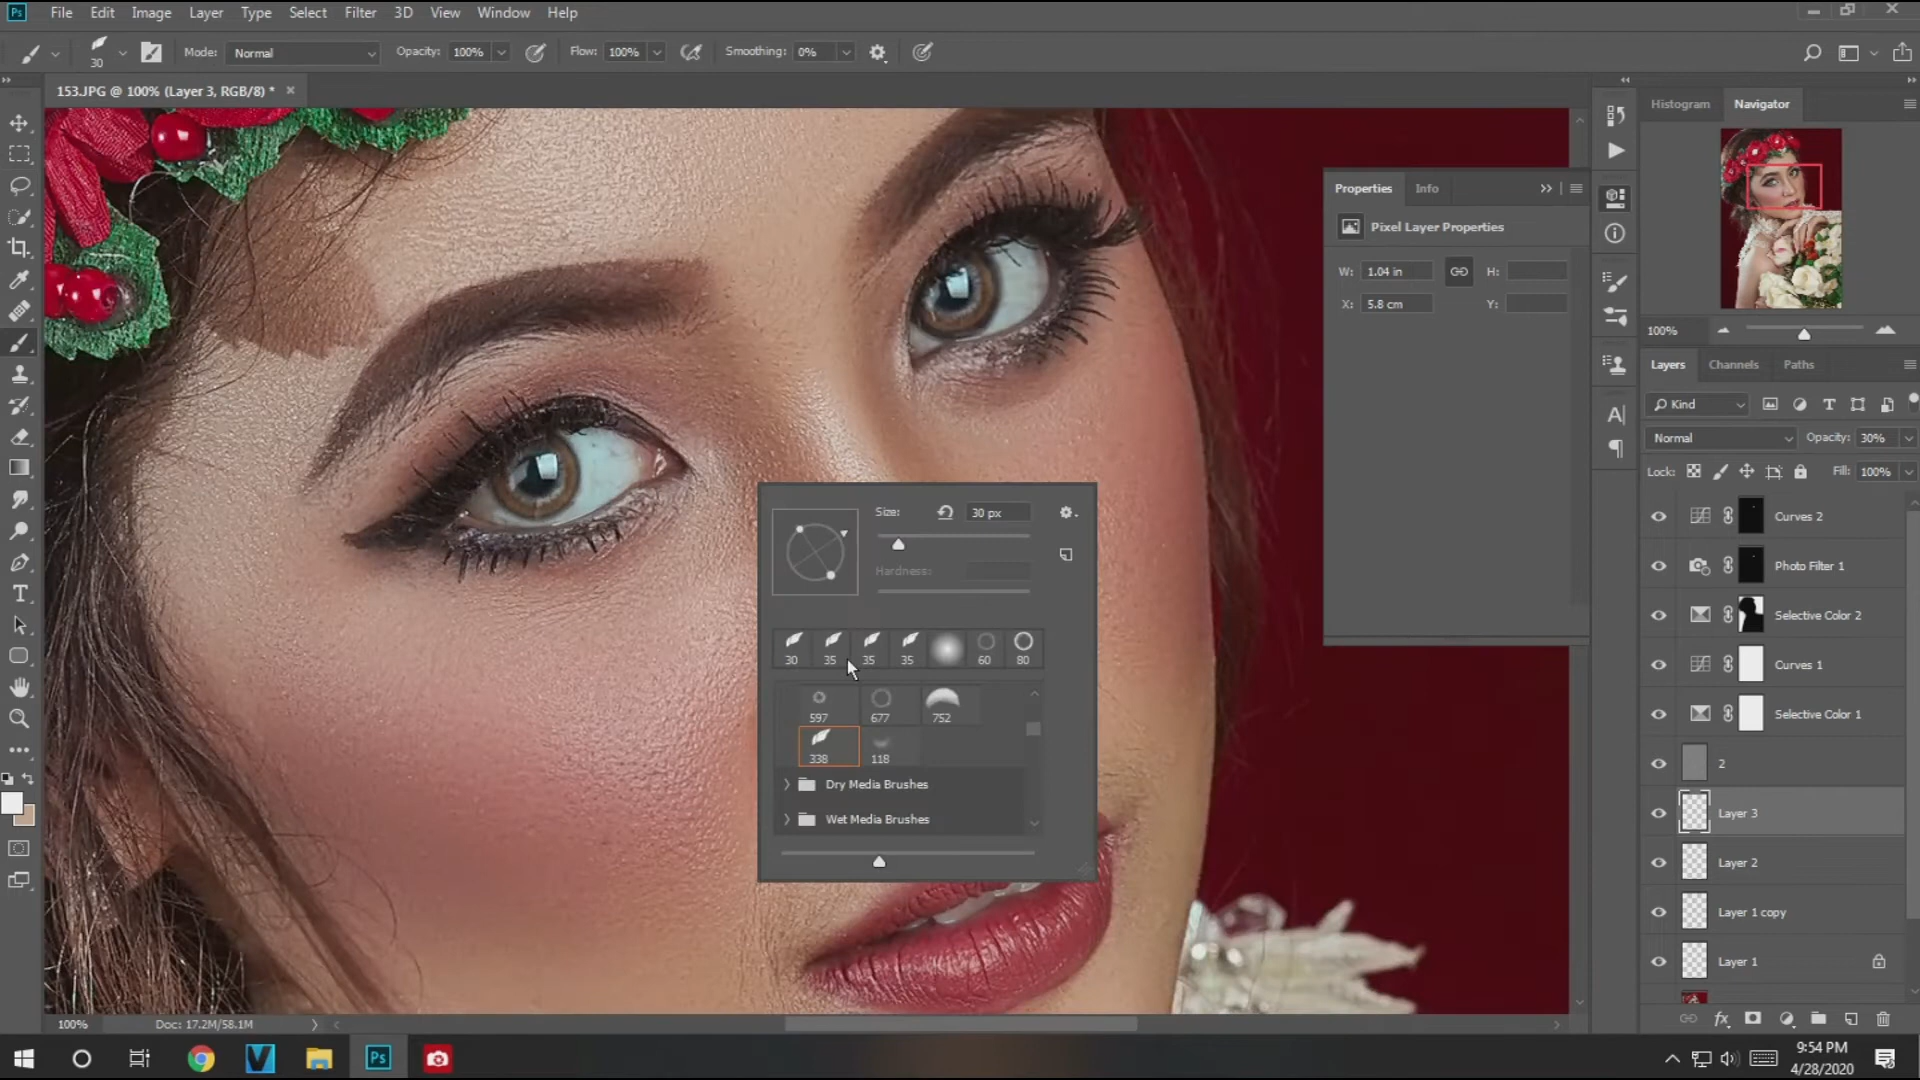 Ps File Edit Image Layer Type Select Filter 3D View Window Help
30 Mode: Normal Opacity: 100% Flow: 100% Smoothing: 0%
153.JPG @ 100% (Layer 3, RGB/8) * ×
Histogram Navigator
Properties Info
Pixel Layer Properties
W: 1.04 in H:
X: 5.8 cm Y:
100%
Layers Channels Paths
Kind
Normal Opacity: 30%
Lock: Fill: 100%
Curves 2
Photo Filter 1
Selective Color 2
Curves 1
Selective Color 1
2
Layer 3
Layer 2
Layer 1 copy
Layer 1
Size: 30 px
Hardness:
30 35 35 35 60 80
597 677 752
338 118
Dry Media Brushes
Wet Media Brushes
100% Doc: 17.2M/58.1M
fx
Ps
9:54 PM
4/28/2020